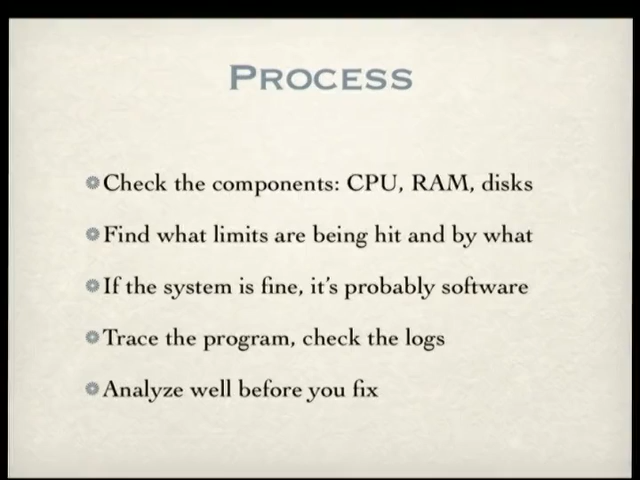 Process
Check the components: CPU, RAM, disks
Find what limits are being hit and by what
If the system is fine, it's probably software
Trace the program, check the logs
Analyze well before you fix